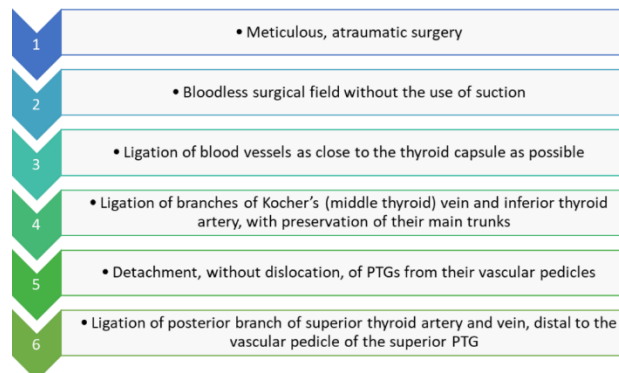 1
• Meticulous, atraumatic surgery
2
• Bloodless surgical field without the use of suction
3
• Ligation of blood vessels as close to the thyroid capsule as possible
4
• Ligation of branches of Kocher's (middle thyroid) vein and inferior thyroid
artery, with preservation of their main trunks
5
• Detachment, without dislocation, of PTGs from their vascular pedicles
6
• Ligation of posterior branch of superior thyroid artery and vein, distal to the
vascular pedicle of the superior PTG